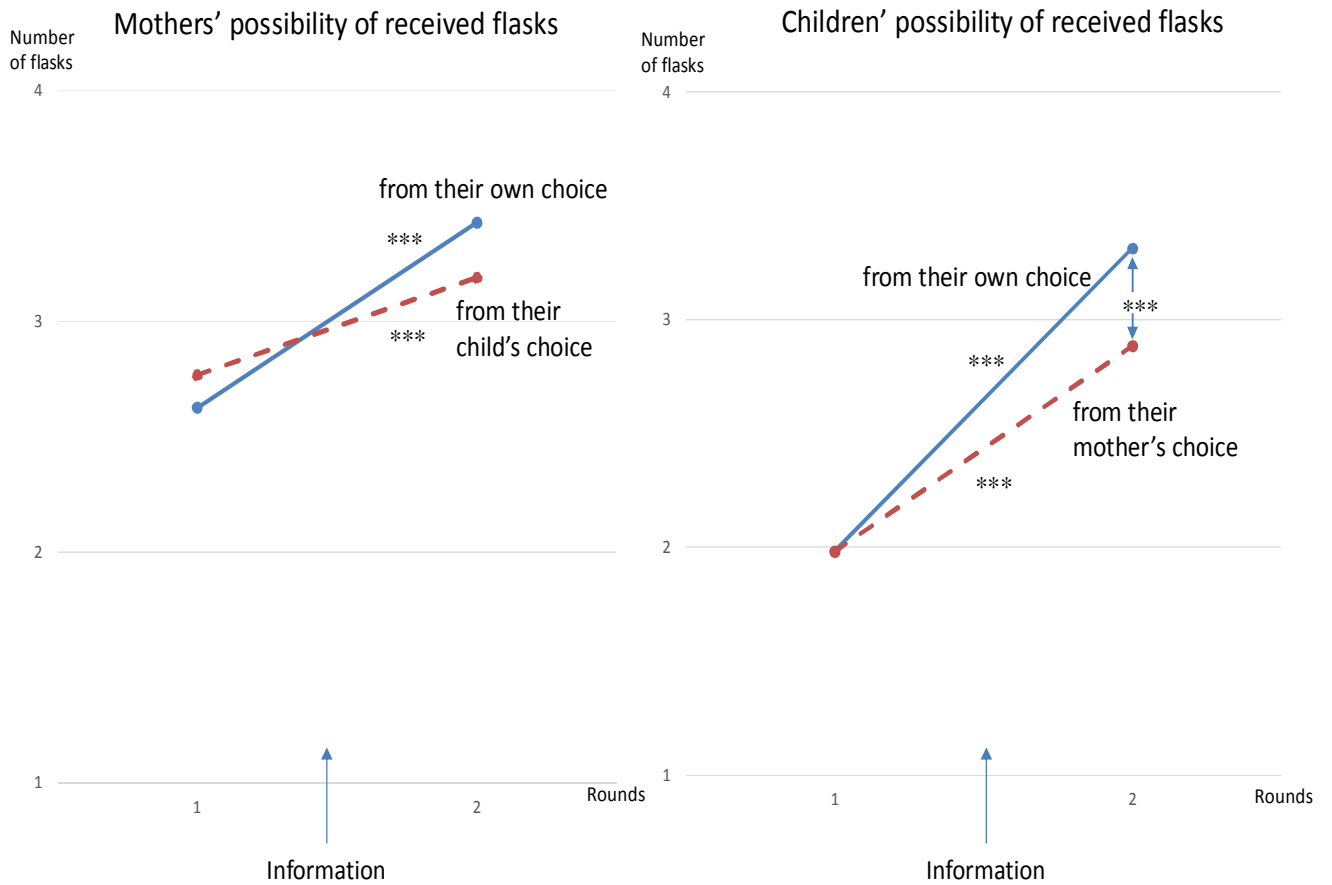 Mothers' possibility of received flasks
Number
of flasks
4
3
2
1
from their own choice
***
***
from their
child's choice
1
2
Rounds
Information
Children' possibility of received flasks
Number
of flasks
4
3
2
1
from their own choice
***
***
from their
mother's choice
***
1
2
Rounds
Information